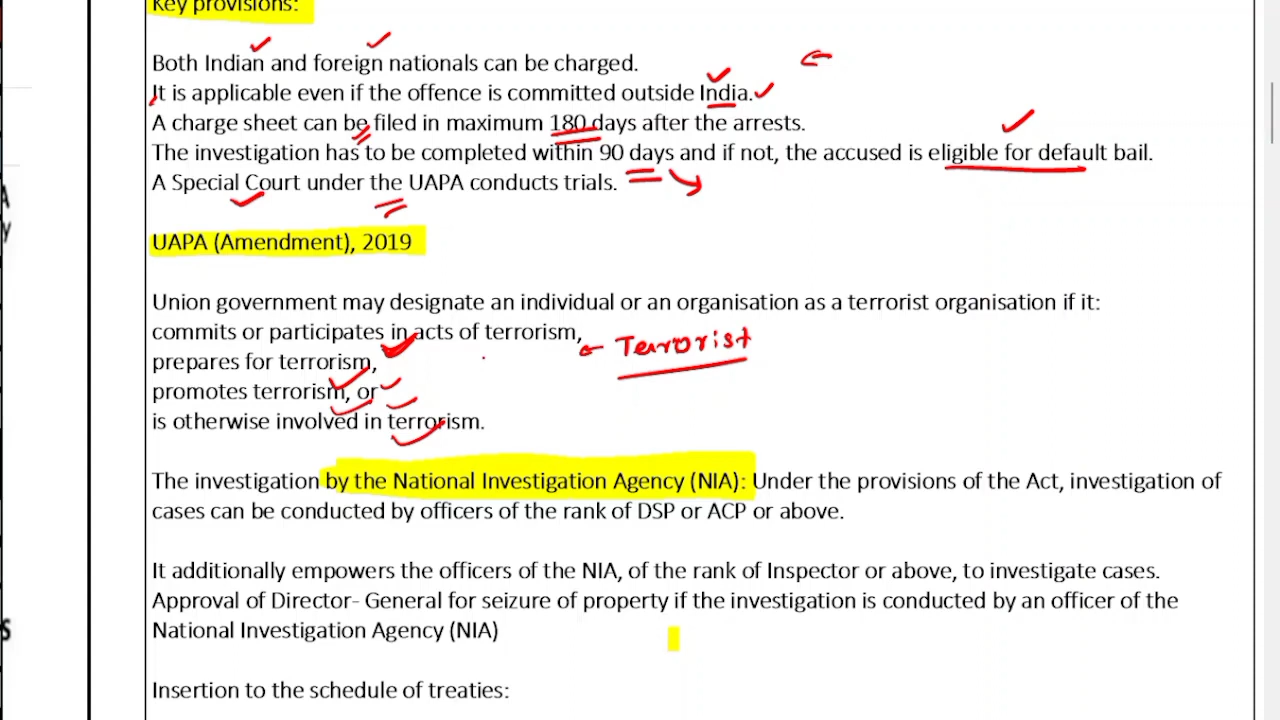 Key provisions:
Both Indian and foreign nationals can be charged.
It is applicable even if the offence is committed outside India.
A charge sheet can be filed in maximum 180 days after the arrests.
The investigation has to be completed within 90 days and if not, the accused is eligible for default bail.
A Special Court under the UAPA conducts trials.
UAPA (Amendment), 2019
Union government may designate an individual or an organisation as a terrorist organisation if it:
commits or participates in acts of terrorism,
Terrorist
prepares for terrorism,
promotes terrorism, or
is otherwise involved in terrorism.
The investigation by the National Investigation Agency (NIA): Under the provisions of the Act, investigation of
cases can be conducted by officers of the rank of DSP or ACP or above.
It additionally empowers the officers of the NIA, of the rank of Inspector or above, to investigate cases.
Approval of Director- General for seizure of property if the investigation is conducted by an officer of the
National Investigation Agency (NIA)
Insertion to the schedule of treaties: